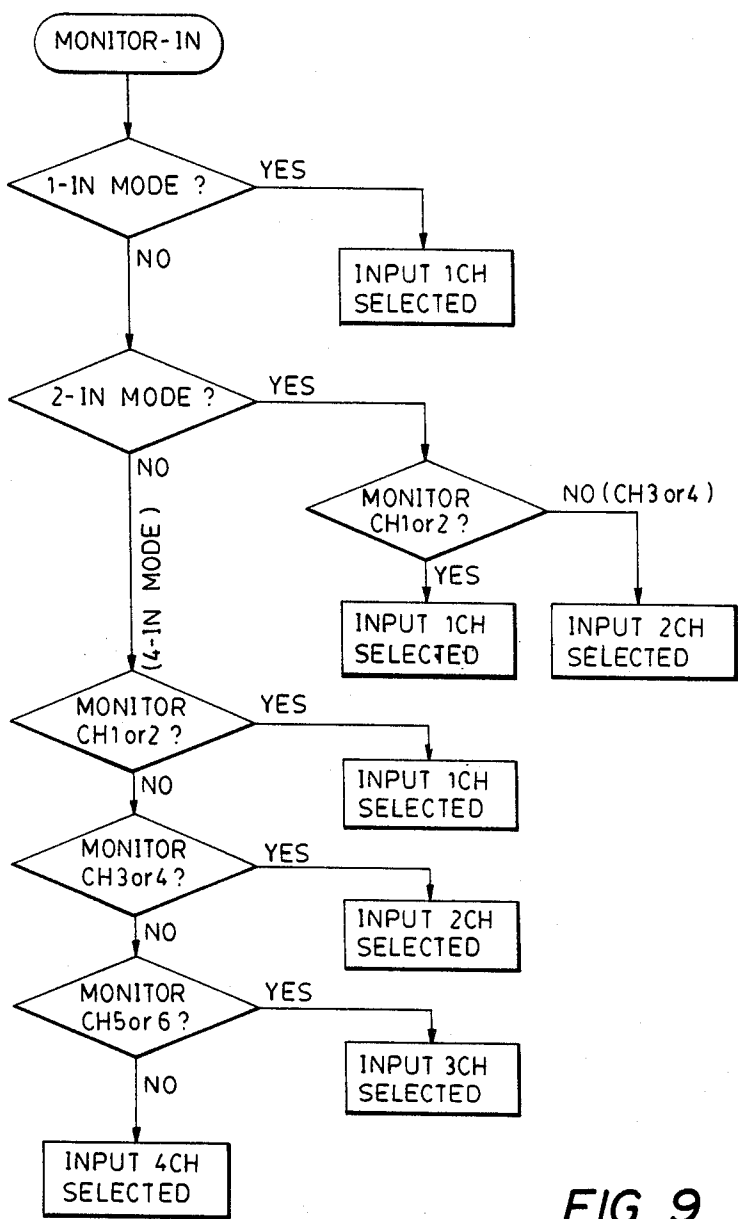 MONITOR-IN
1-IN MODE ?
YES
NO
INPUT 1CH
SELECTED
2-IN MODE ?
YES
NO
MONITOR
CH1or2 ?
NO (CH3or4)
YES
INPUT 1CH
SELECTED
INPUT 2CH
SELECTED
(4-IN MODE)
MONITOR
CH1or2 ?
YES
NO
INPUT 1CH
SELECTED
MONITOR
CH3or4?
YES
NO
INPUT 2CH
SELECTED
MONITOR
CH5or6?
YES
NO
INPUT 3CH
SELECTED
INPUT 4CH
SELECTED
FIG. 9